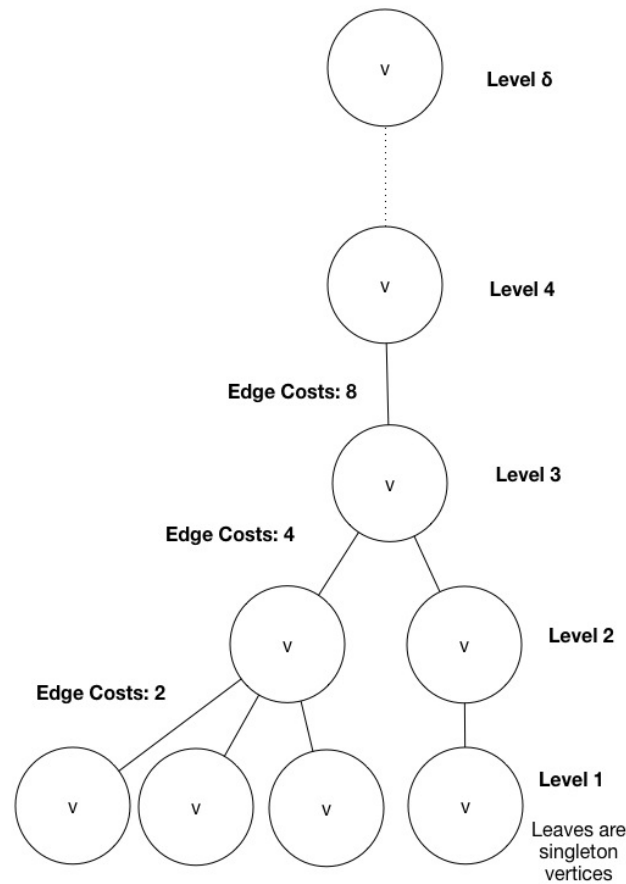 v
Level δ
v
Level 4
Edge Costs: 8
v
Level 3
Edge Costs: 4
v
v
Level 2
Edge Costs: 2
v
v
v
v
Level 1
Leaves are
singleton
vertices